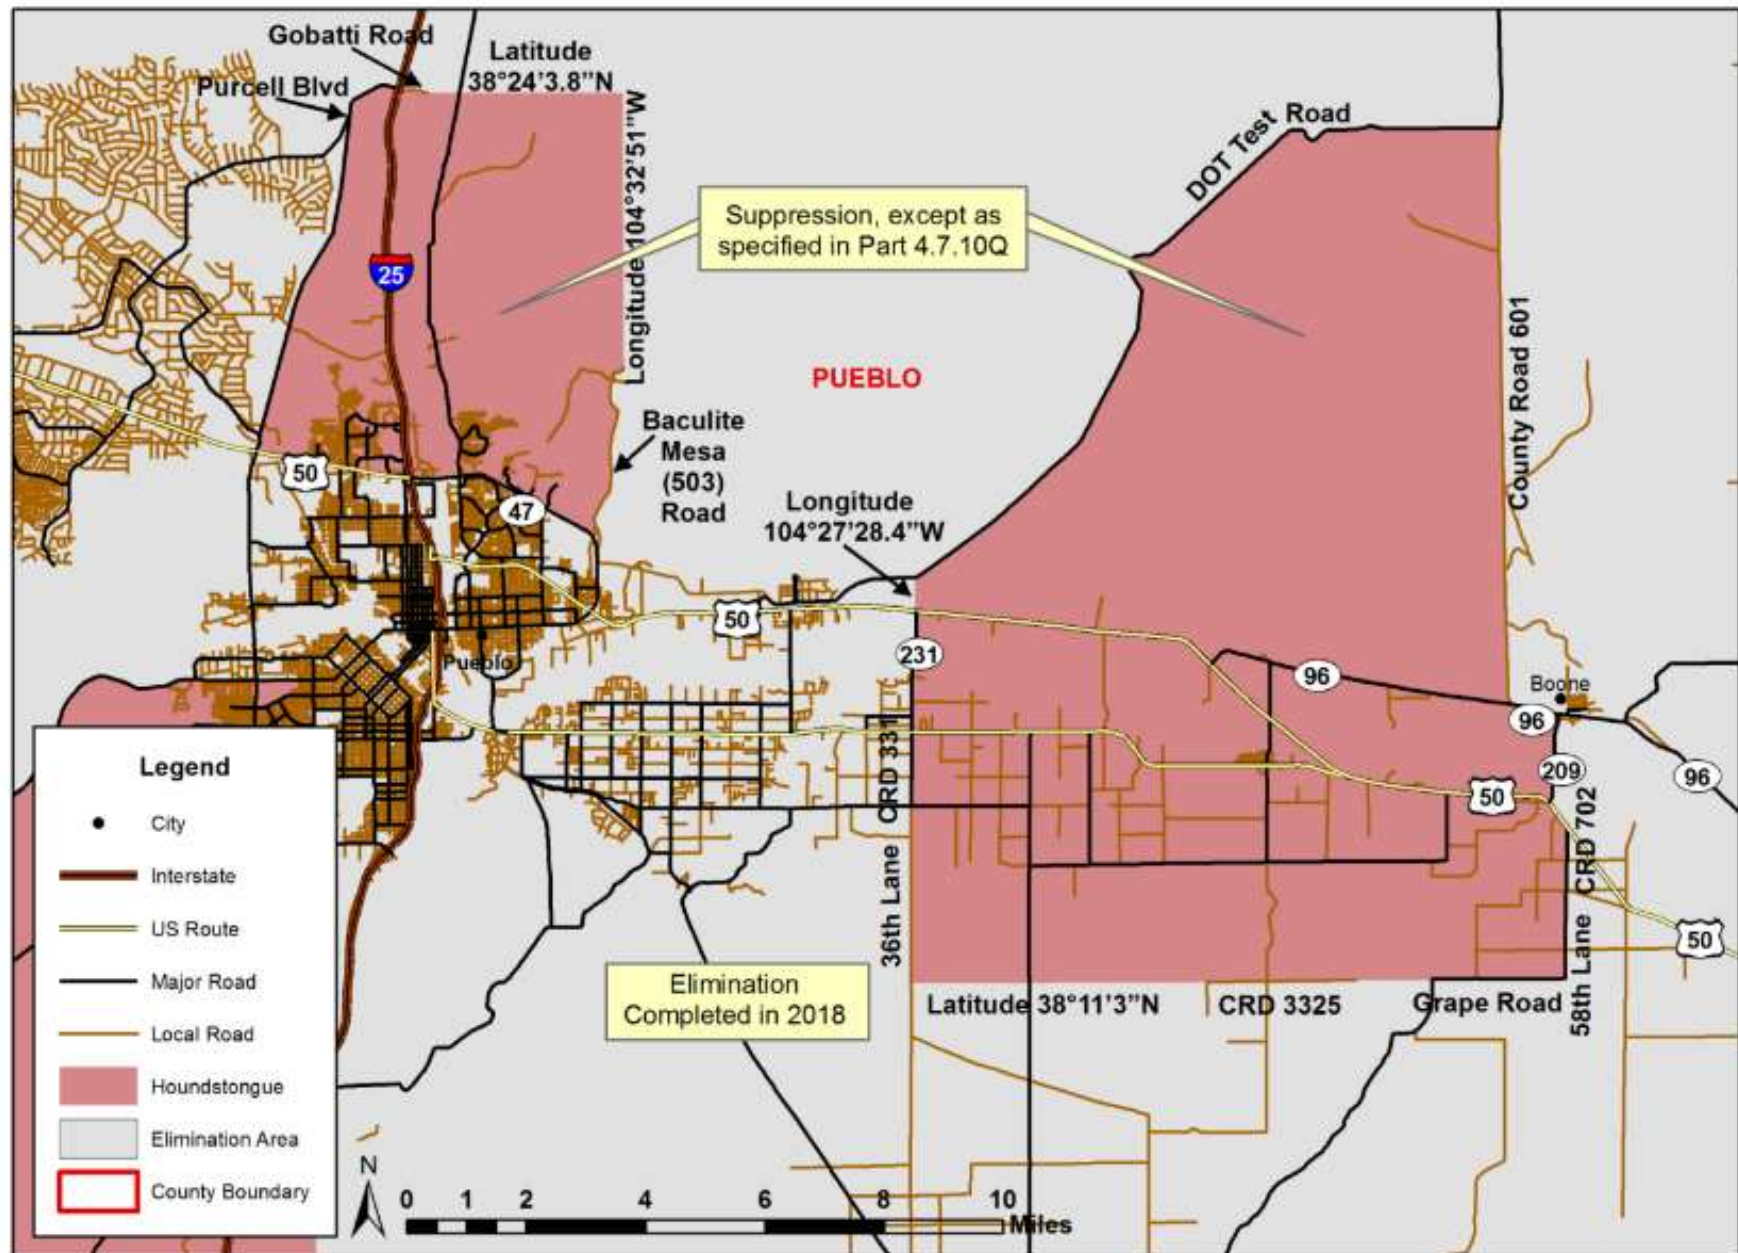 Gobatti Road
Latitude
38°24'3.8"N
Purcell Blvd
Longitude 104°32'51"W
DOT Test Road
Suppression, except as
specified in Part 4.7.10Q
25
County Road 601
PUEBLO
Baculite
Mesa
(503)
Road
50
47
Longitude
104°27'28.4"W
50
231
96
Boone
Pueblo
96
209
96
50
36th Lane CRD 331
58th Lane CRD 702
50
Elimination
Completed in 2018
Latitude 38°11'3"N
CRD 3325
Grape Road
Legend
City
Interstate
US Route
Major Road
Local Road
Houndstongue
Elimination Area
County Boundary
N
0 1 2 4 6 8 10
Miles